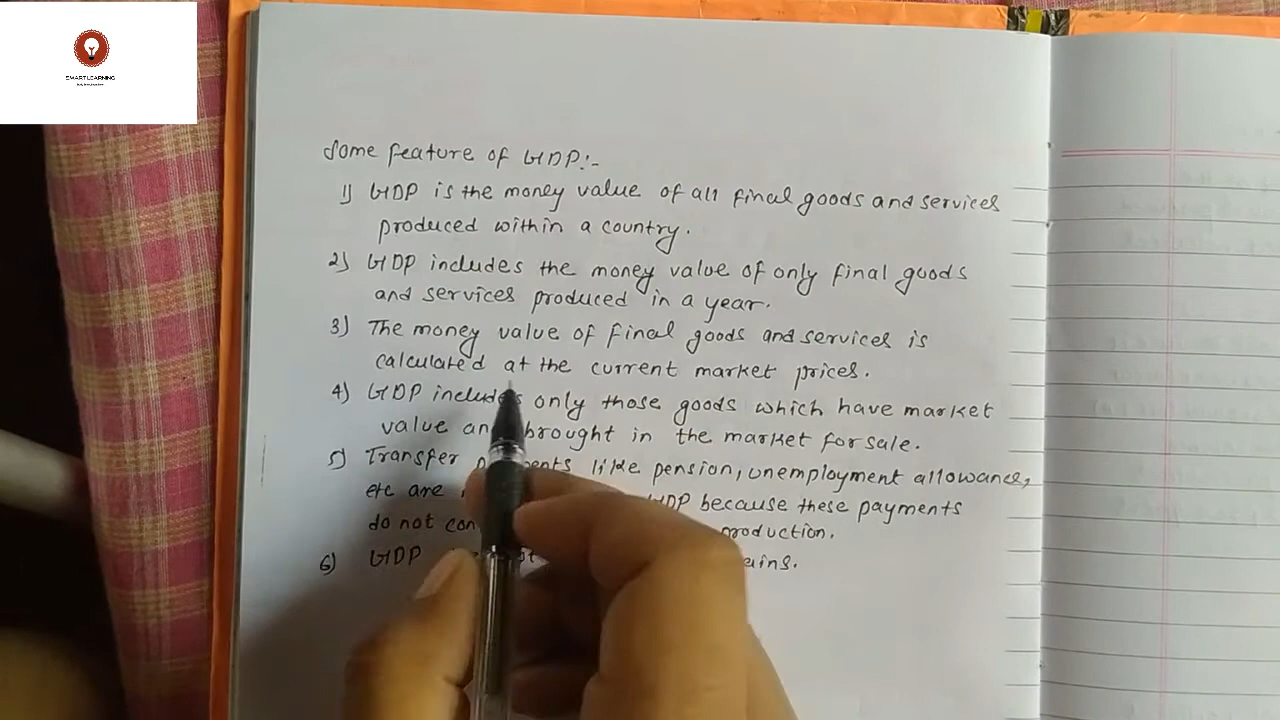 SMART LEARNING
Some feature of GDP:-
1) GDP is the money value of all final goods and services
produced within a country.
2) GDP includes the money value of only final goods
and services produced in a year.
3) The money value of final goods and services is
calculated at the current market prices.
4) GDP includes only those goods which have market
value an brought in the market for sale.
5) Transfer like pension, unemployment allowance,
etc are GDP because these payments
do not con production.
6) GDP